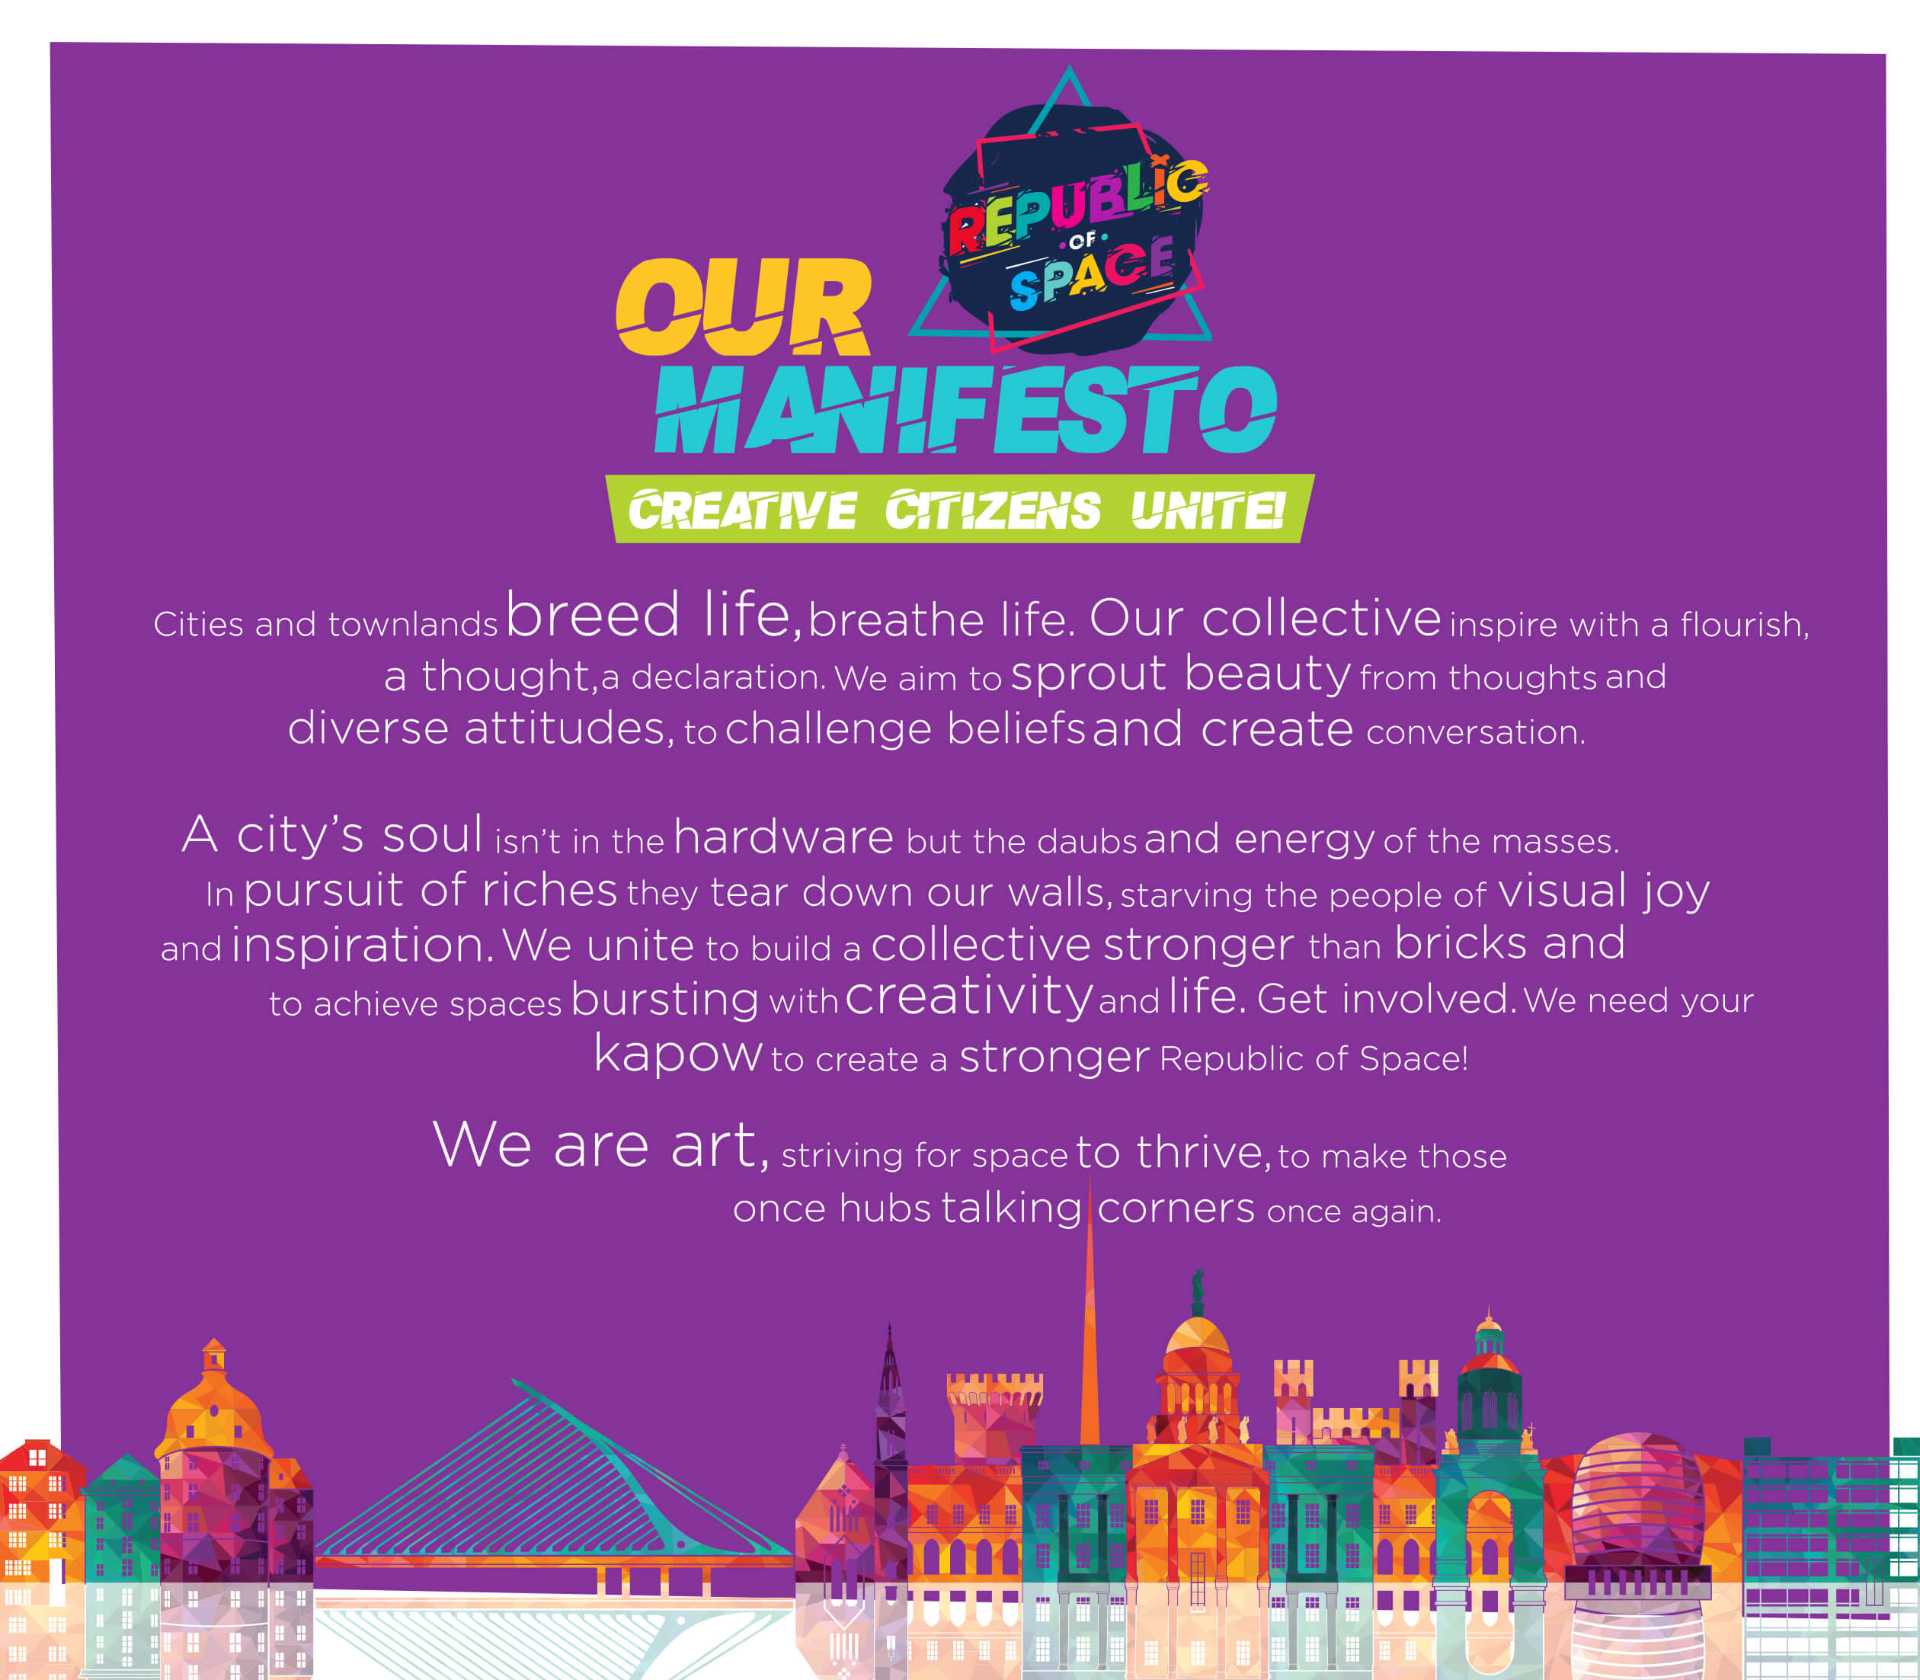 REPUBLIC
OF
SPACE
OUR
MANIFESTO
CREATIVE CITIZENS UNITE!
Cities and townlands breed life, breathe life. Our collective inspire with a flourish,
a thought, a declaration. We aim to sprout beauty from thoughts and
diverse attitudes, to challenge beliefs and create conversation.
A city's soul isn't in the hardware but the daubs and energy of the masses.
In pursuit of riches they tear down our walls, starving the people of visual joy
and inspiration. We unite to build a collective stronger than bricks and
to achieve spaces bursting with creativity and life. Get involved. We need your
kapow to create a stronger Republic of Space!
We are art, striving for space to thrive, to make those
once hubs talking corners once again.